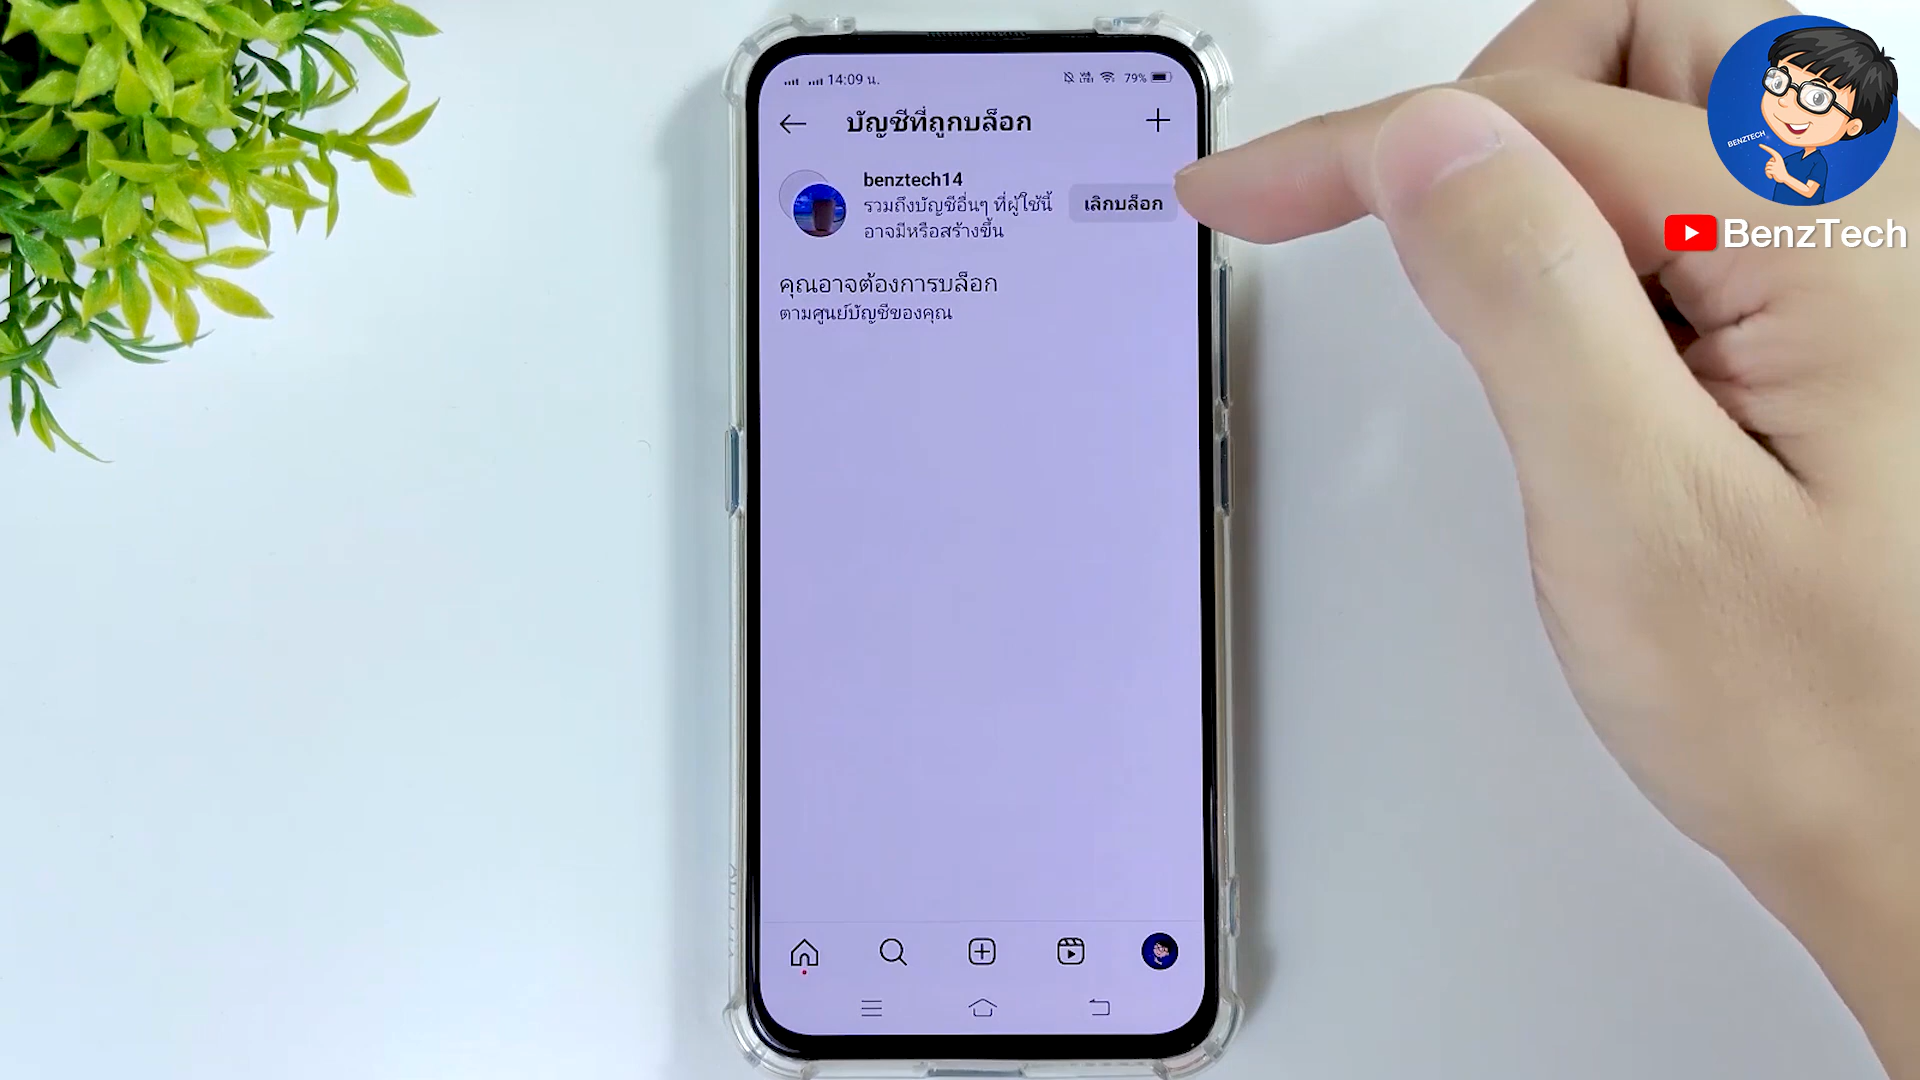 14:09 น.
79%
บัญชีที่ถูกบล็อก
benztech14
รวมถึงบัญชีอื่นๆ ที่ผู้ใช้นี้
อาจมีหรือสร้างขึ้น
เลิกบล็อก
คุณอาจต้องการบล็อก
ตามศูนย์บัญชีของคุณ
BENZTECH
BenzTech